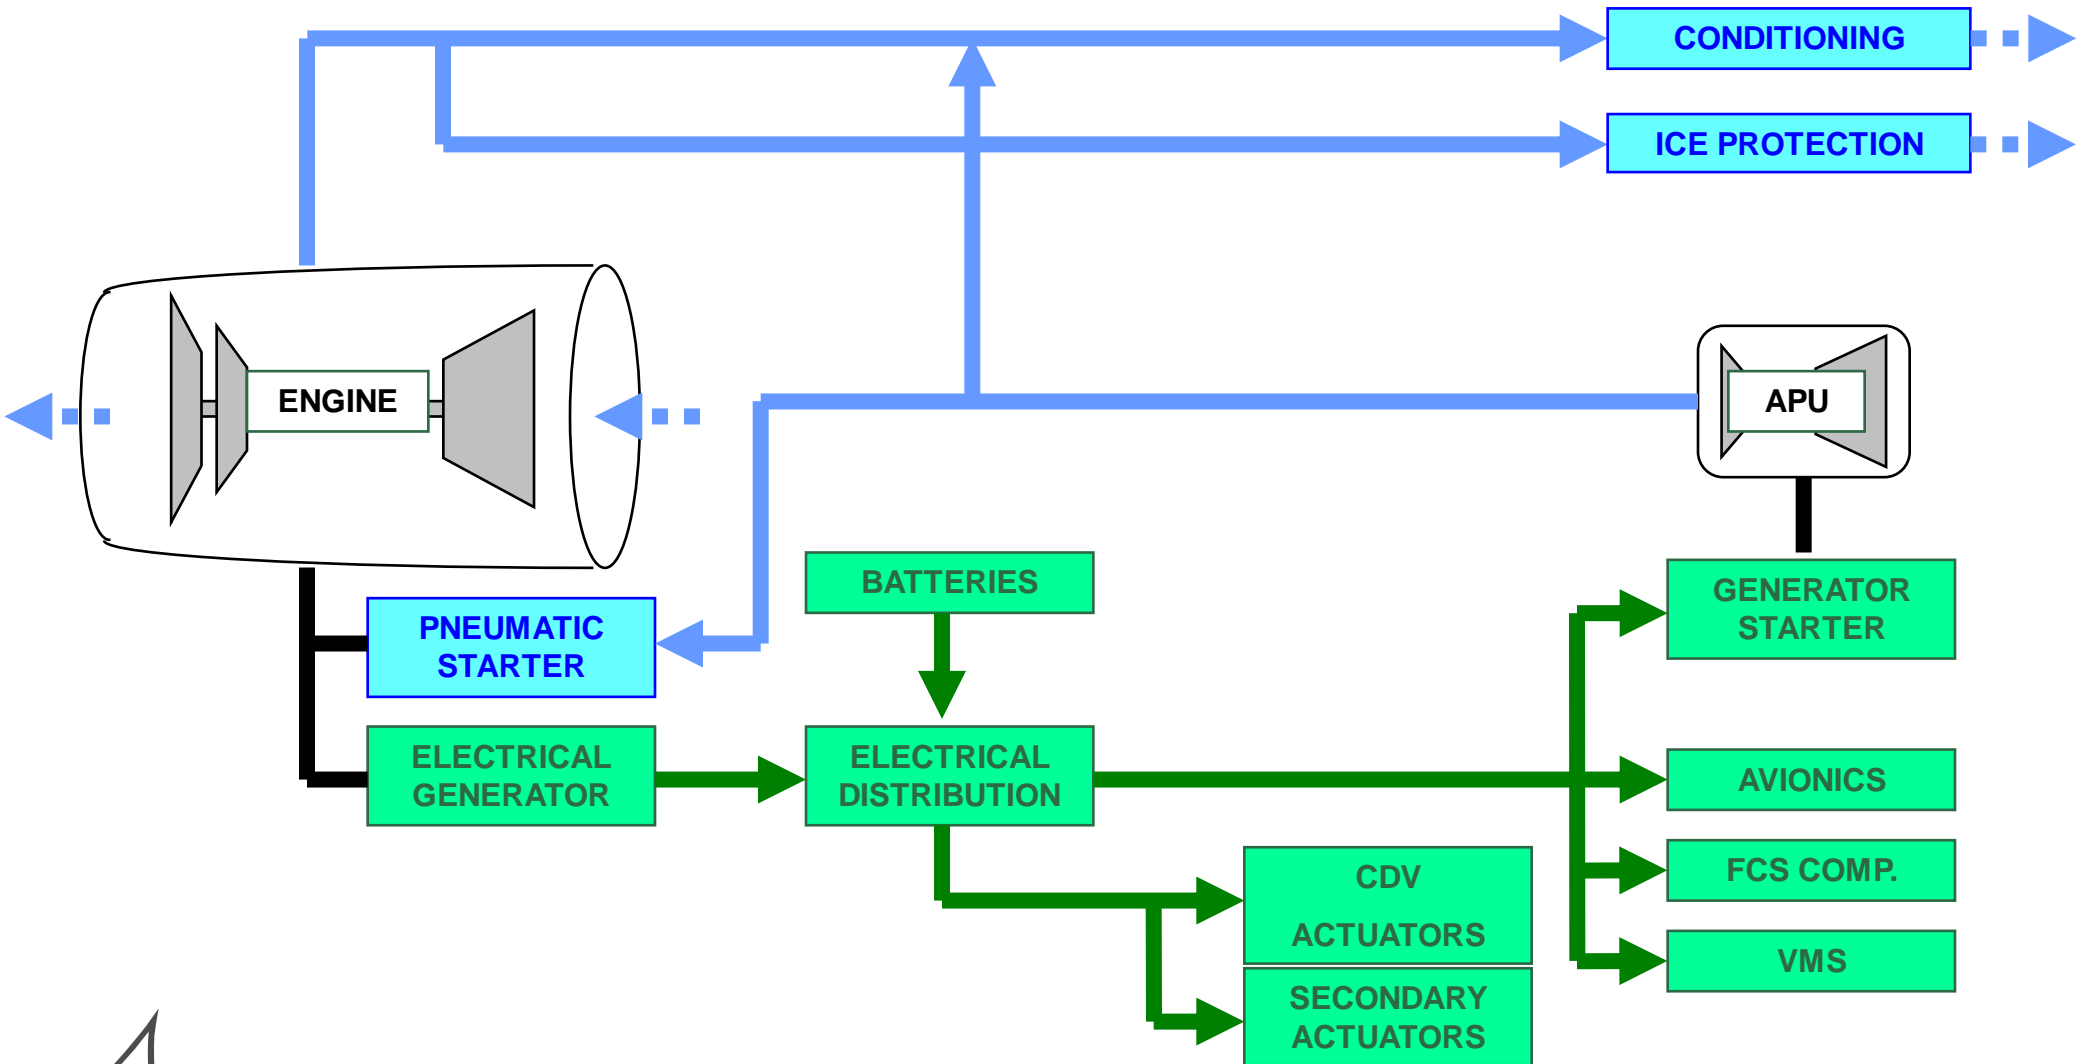 CONDITIONING
ICE PROTECTION
ENGINE
APU
BATTERIES
GENERATOR
STARTER
PNEUMATIC
STARTER
ELECTRICAL
GENERATOR
ELECTRICAL
DISTRIBUTION
AVIONICS
CDV
ACTUATORS
FCS COMP.
VMS
SECONDARY
ACTUATORS